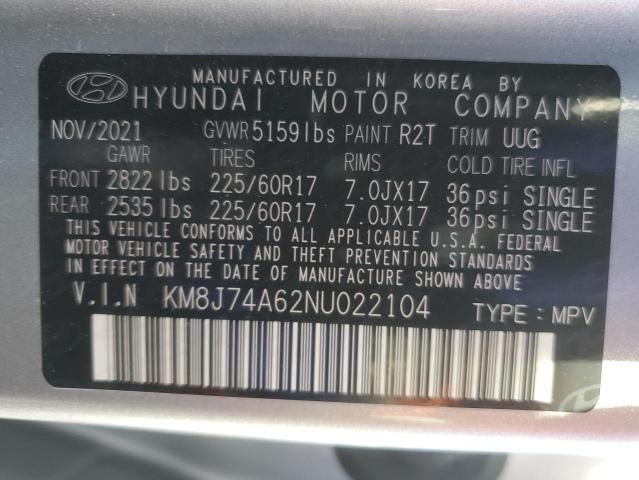 MANUFACTURED IN KOREA BY
HYUNDAI MOTOR COMPANY
NOV/2021 GVWR 5159 lbs PAINT R2T TRIM UUG
GAWR TIRES RIMS COLD TIRE INFL
FRONT 2822 lbs 225/60R17 7.0JX17 36 psi SINGLE
REAR 2535 lbs 225/60R17 7.0JX17 36 psi SINGLE
THIS VEHICLE CONFORMS TO ALL APPLICABLE U.S.A. FEDERAL
MOTOR VEHICLE SAFETY AND THEFT PREVENTION
STANDARDS IN EFFECT ON THE DATE OF MANUFACTURE SHOWN ABOVE.
V.I.N KM8J74A62NU022104 TYPE : MPV